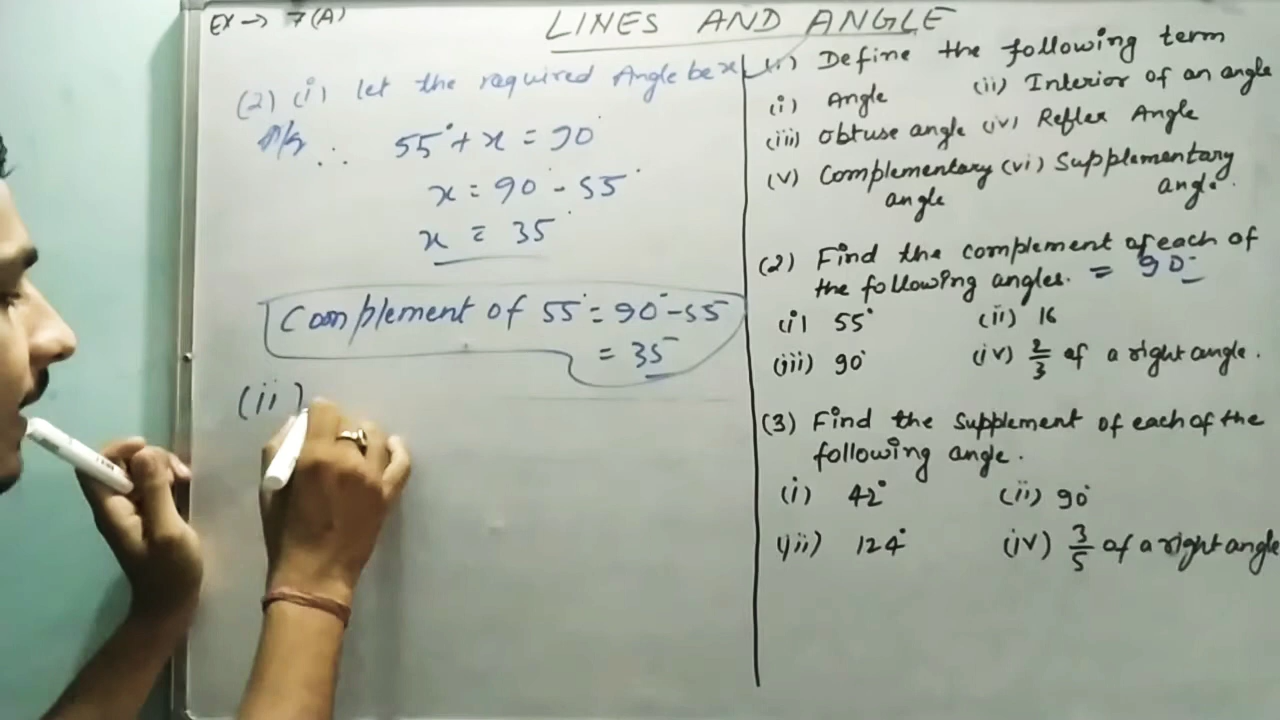 EX → 7(A)
LINES AND ANGLE
(2) (i) let the required Angle be x
∴ 55° + x = 90°
x = 90° - 55°
x = 35°
Complement of 55° = 90° - 55
= 35°
(ii)
Define the following term
(i) Angle (ii) Interior of an angle
(iii) obtuse angle (iv) Reflex Angle
(v) Complementary (vi) Supplementary
angle angle.
(2) Find the complement of each of
the following angles. = 90°
(i) 55° (ii) 16
(iii) 90° (iv) 2/3 of a right angle.
(3) Find the supplement of each of the
following angle.
(i) 42° (ii) 90°
(iii) 124° (iv) 3/5 of a right angle